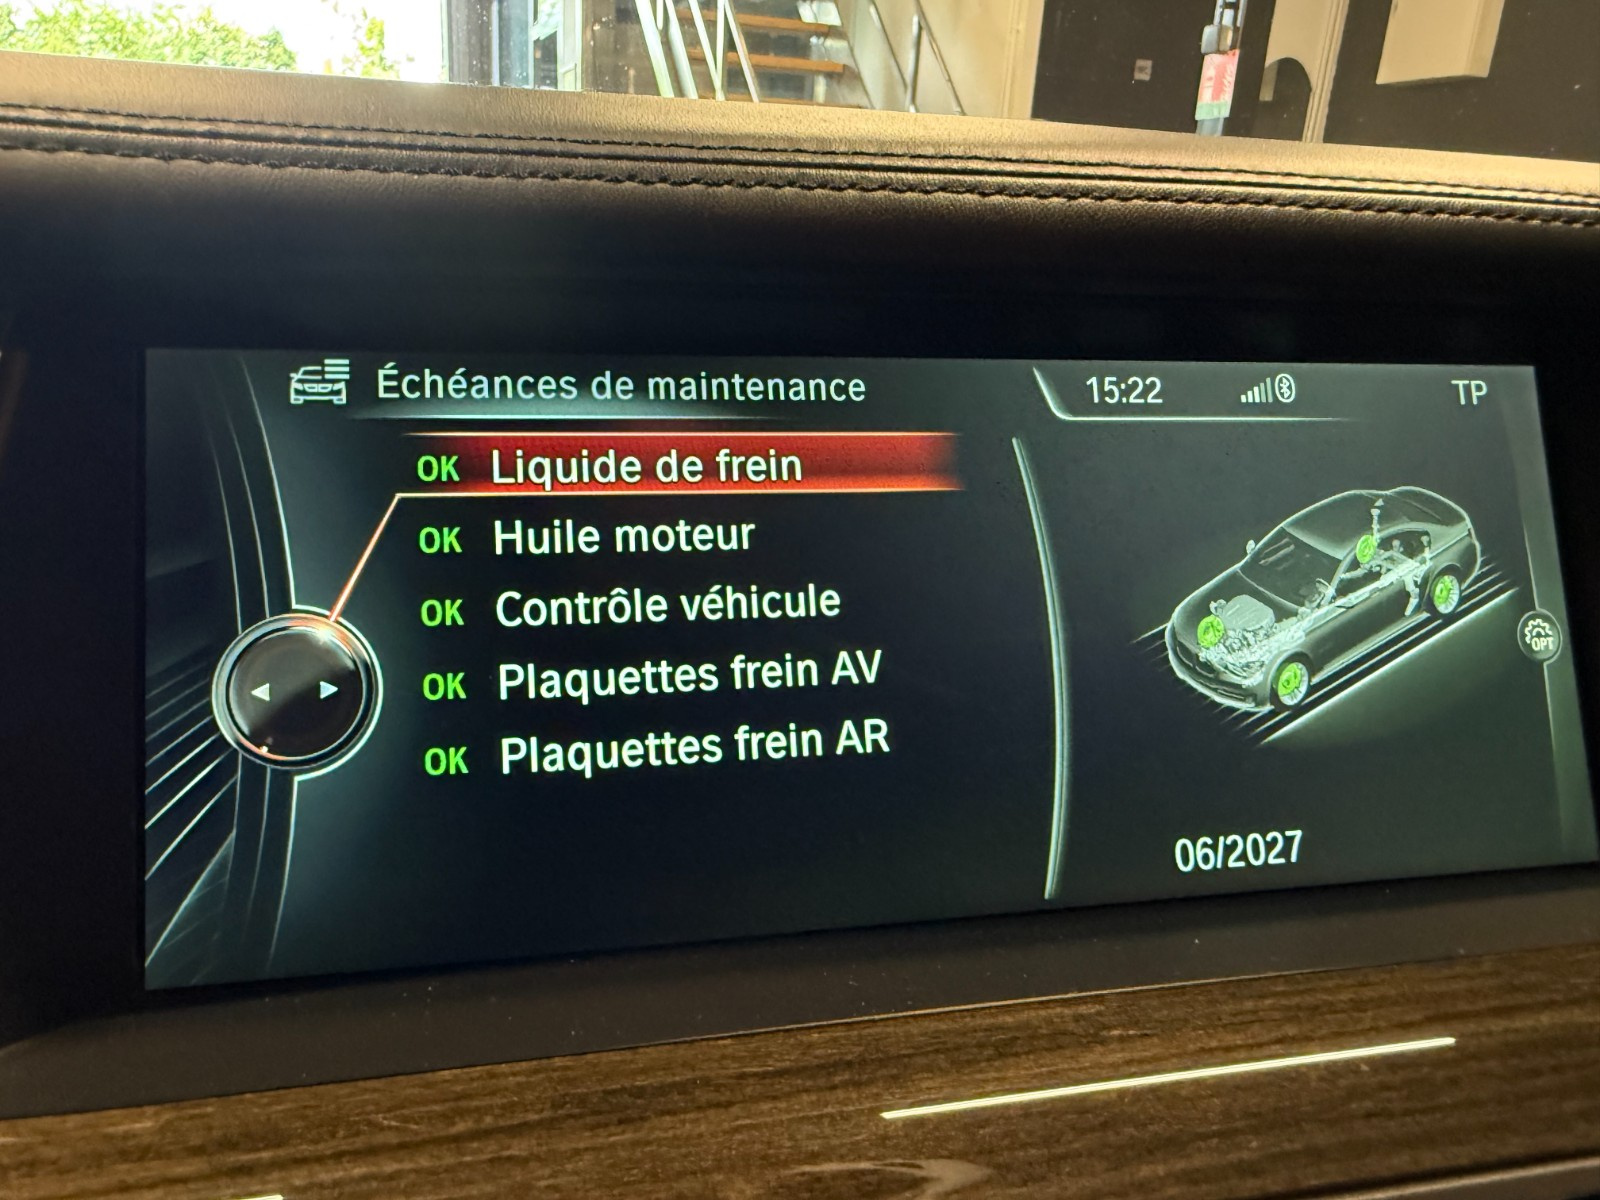 Échéances de maintenance
15:22
TP
OK Liquide de frein
OK Huile moteur
OK Contrôle véhicule
OK Plaquettes frein AV
OK Plaquettes frein AR
OPT
06/2027